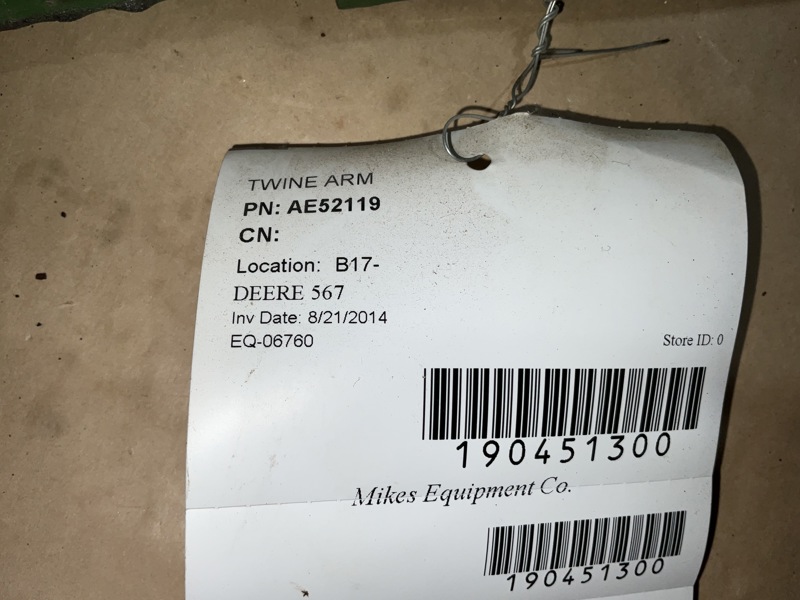 TWINE ARM
PN: AE52119
CN:
Location: B17-
DEERE 567
Inv Date: 8/21/2014
EQ-06760
Store ID: 0
190451300
Mikes Equipment Co.
190451300